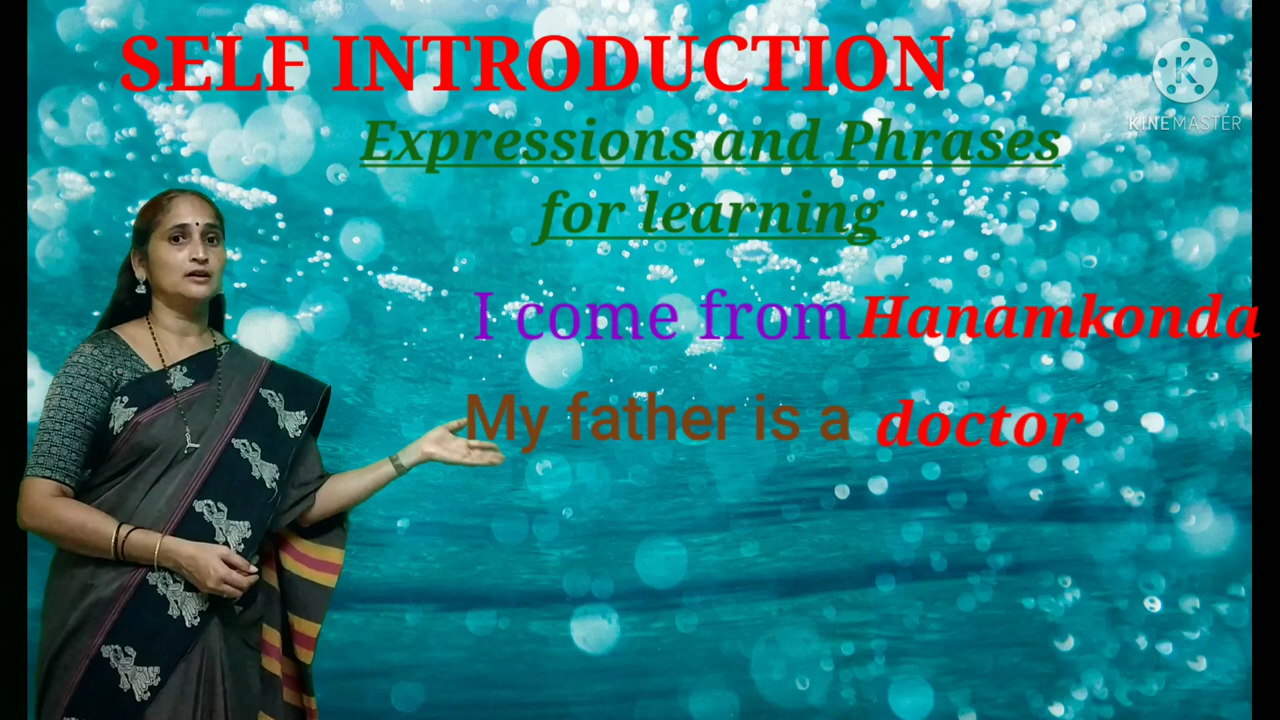 SELF INTRODUCTION
K
KINEMASTER
Expressions and Phrases
for learning
I come from Hanamkonda
My father is a doctor